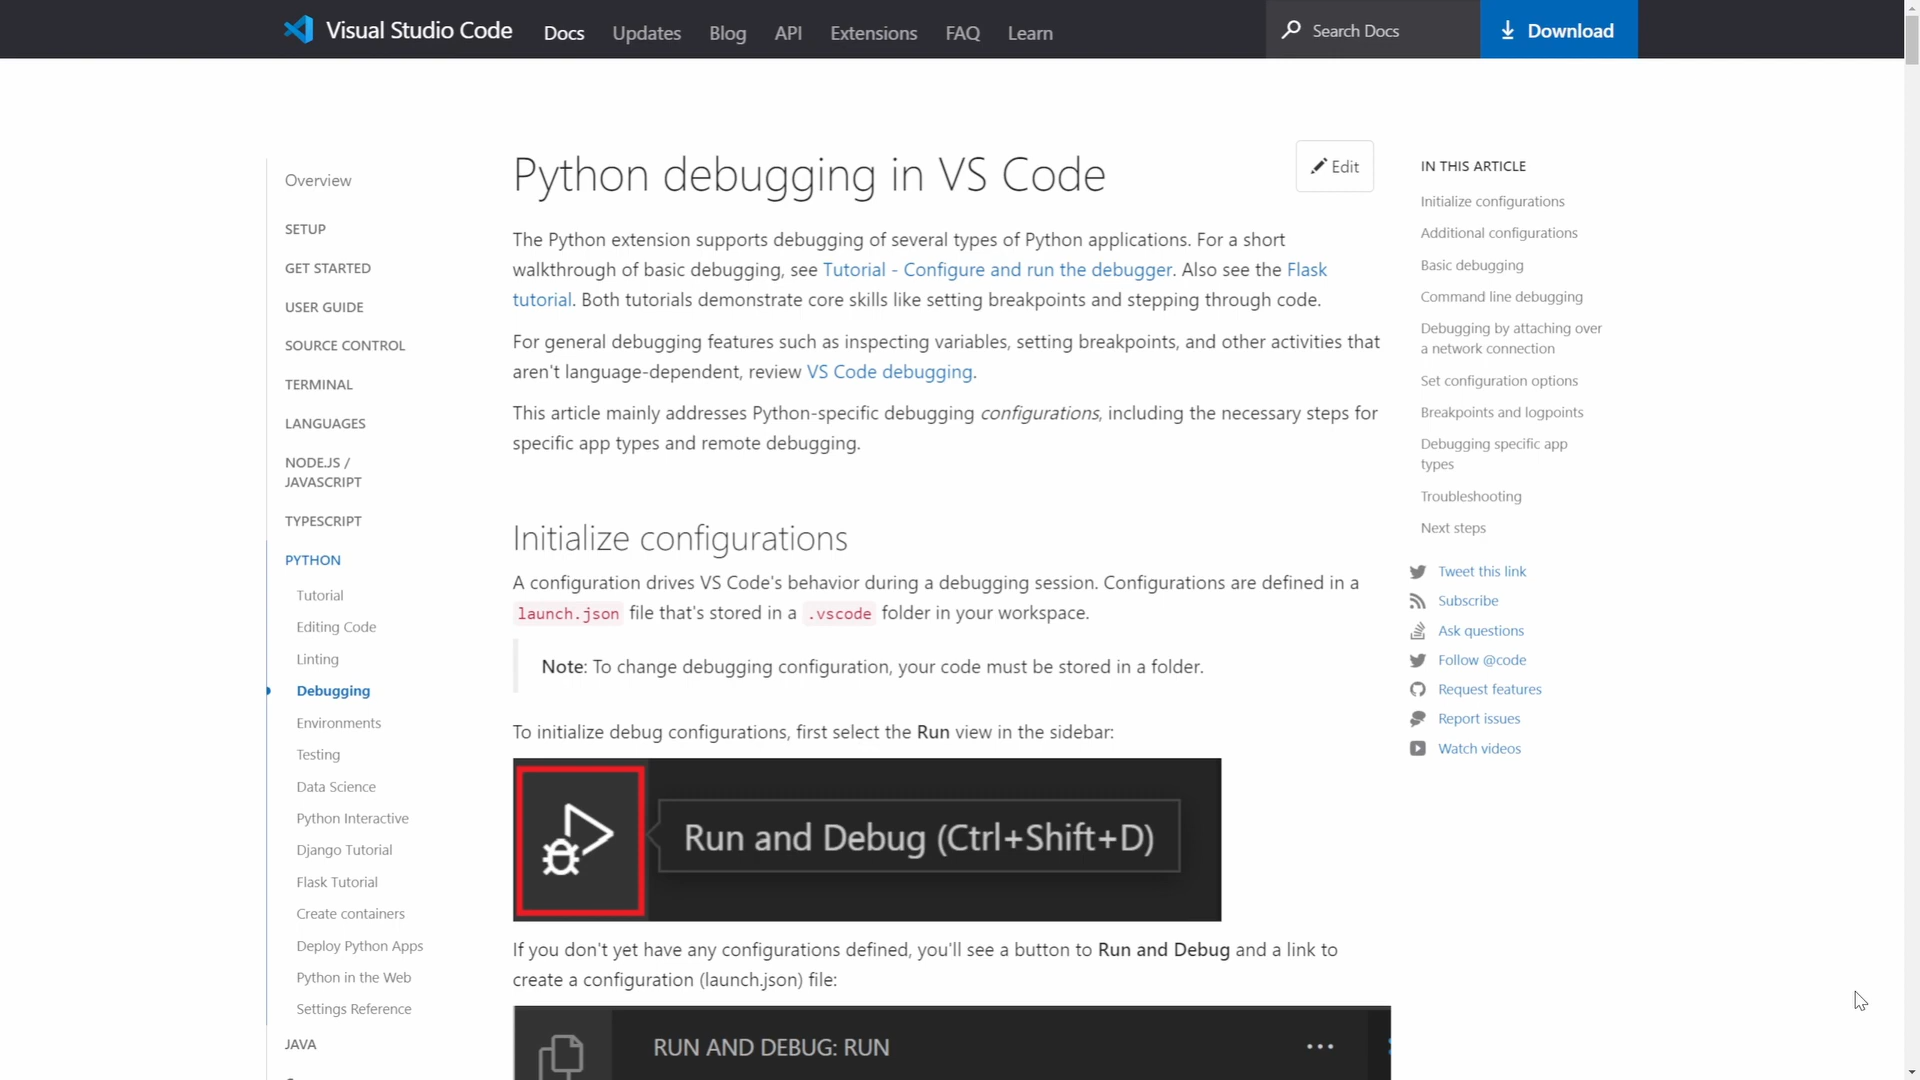 Visual Studio Code
Docs
Updates
Blog
API
Extensions
FAQ
Learn
Search Docs
Download
Overview
SETUP
GET STARTED
USER GUIDE
SOURCE CONTROL
TERMINAL
LANGUAGES
NODE.JS /
JAVASCRIPT
TYPESCRIPT
PYTHON
Tutorial
Editing Code
Linting
Debugging
Environments
Testing
Data Science
Python Interactive
Django Tutorial
Flask Tutorial
Create containers
Deploy Python Apps
Python in the Web
Settings Reference
JAVA
Python debugging in VS Code
Edit
The Python extension supports debugging of several types of Python applications. For a short
walkthrough of basic debugging, see Tutorial - Configure and run the debugger. Also see the Flask
tutorial. Both tutorials demonstrate core skills like setting breakpoints and stepping through code.
For general debugging features such as inspecting variables, setting breakpoints, and other activities that
aren't language-dependent, review VS Code debugging.
This article mainly addresses Python-specific debugging configurations, including the necessary steps for
specific app types and remote debugging.
Initialize configurations
A configuration drives VS Code's behavior during a debugging session. Configurations are defined in a
launch.json file that's stored in a .vscode folder in your workspace.
Note: To change debugging configuration, your code must be stored in a folder.
To initialize debug configurations, first select the Run view in the sidebar:
Run and Debug (Ctrl+Shift+D)
If you don't yet have any configurations defined, you'll see a button to Run and Debug and a link to
create a configuration (launch.json) file:
RUN AND DEBUG: RUN
IN THIS ARTICLE
Initialize configurations
Additional configurations
Basic debugging
Command line debugging
Debugging by attaching over
a network connection
Set configuration options
Breakpoints and logpoints
Debugging specific app
types
Troubleshooting
Next steps
Tweet this link
Subscribe
Ask questions
Follow @code
Request features
Report issues
Watch videos